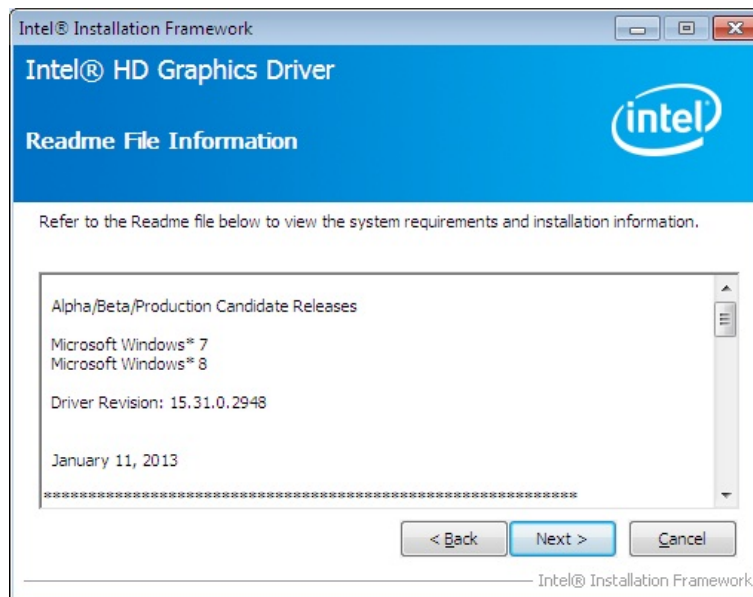 Intel® Installation Framework
Intel® HD Graphics Driver
intel®
Readme File Information
Refer to the Readme file below to view the system requirements and installation information.
Alpha/Beta/Production Candidate Releases
Microsoft Windows* 7
Microsoft Windows* 8
Driver Revision: 15.31.0.2948
January 11, 2013
************************************************************
< Back
Next >
Cancel
Intel® Installation Framework